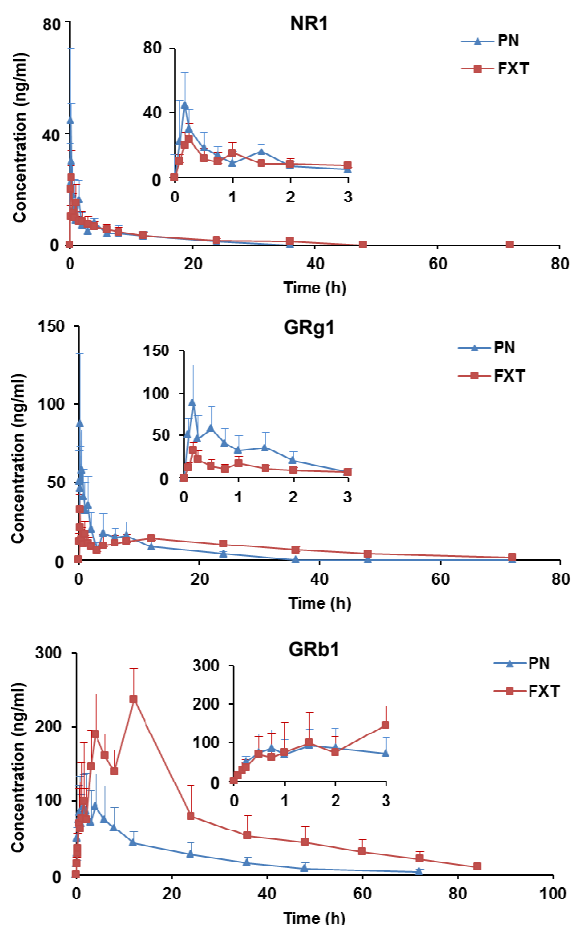 NR1
Concentration (ng/ml)
80
40
0
80
40
0
0 1 2 3
PN
FXT
0 20 40 60 80
Time (h)
GRg1
Concentration (ng/ml)
150
100
50
0
150
100
50
0
0 1 2 3
PN
FXT
0 20 40 60 80
Time (h)
GRb1
Concentration (ng/ml)
300
200
100
0
300
200
100
0
0 1 2 3
PN
FXT
0 20 40 60 80 100
Time (h)